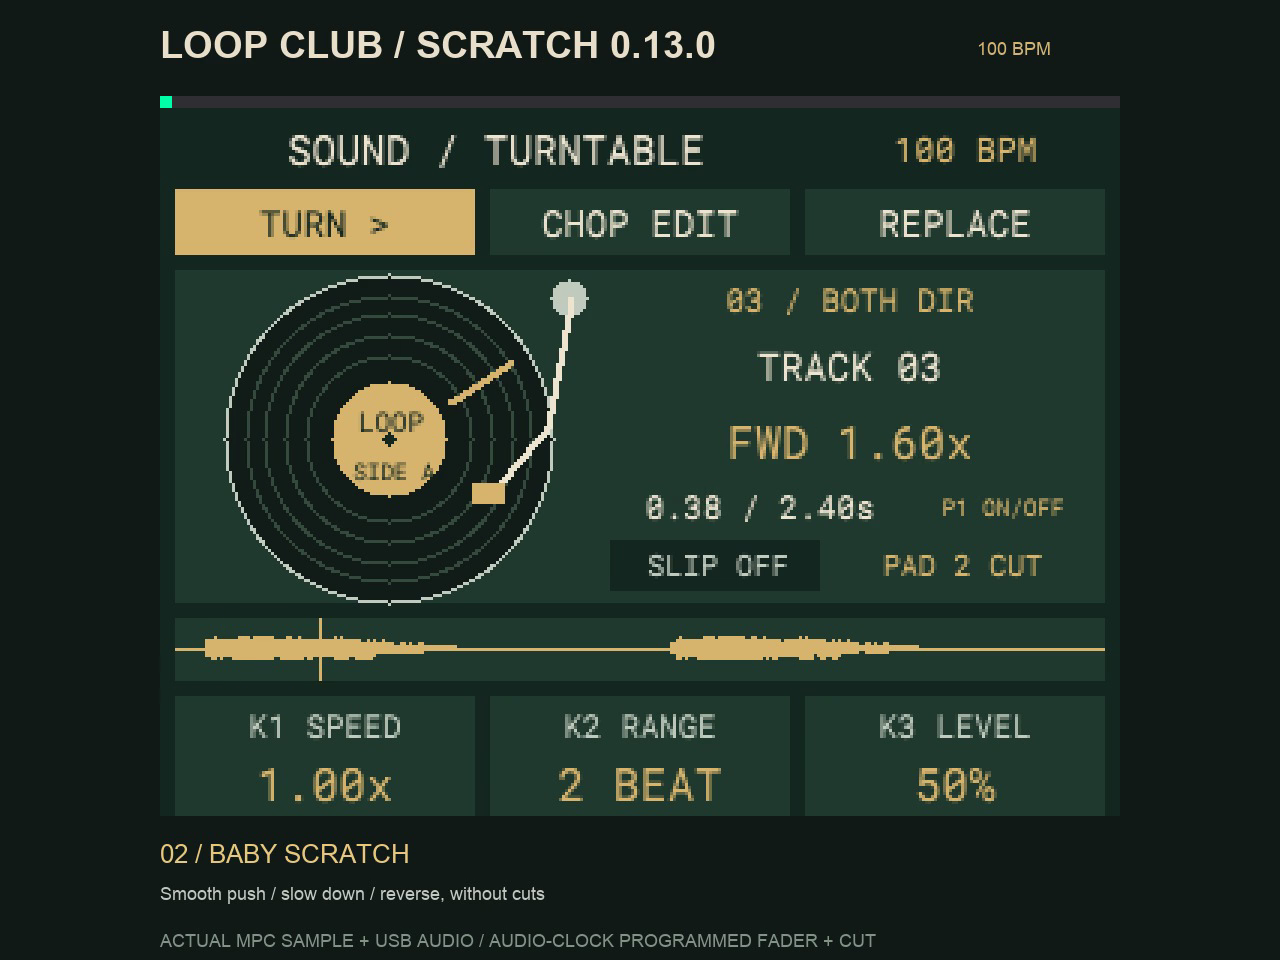 LOOP CLUB / SCRATCH 0.13.0
100 BPM
SOUND / TURNTABLE
100 BPM
TURN >
CHOP EDIT
REPLACE
LOOP
SIDE A
03 / BOTH DIR
TRACK 03
FWD 1.60x
0.38 / 2.40s
P1 ON/OFF
SLIP OFF
PAD 2 CUT
K1 SPEED
K2 RANGE
K3 LEVEL
1.00x
2 BEAT
50%
02 / BABY SCRATCH
Smooth push / slow down / reverse, without cuts
ACTUAL MPC SAMPLE + USB AUDIO / AUDIO-CLOCK PROGRAMMED FADER + CUT